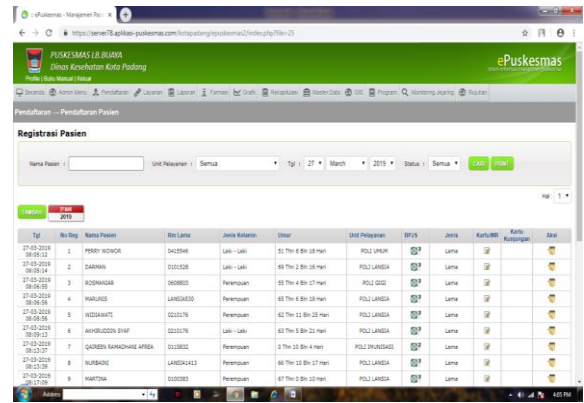 : ePuskesmas - Manajemen Pus
https://server78.aplikasi-puskesmas.com/kotapadang/epuskesmas2/index.php?file=25
PUSKESMAS LB.BUAYA
Dinas Kesehatan Kota Padang
ePuskesmas
Profile | Buku Manual | Keluar
Beranda Admin Menu Pendaftaran Layanan Laporan Farmasi Grafik Rekapitulasi Master Data GIS Program Monitoring Jejaring Rujukan
Pendaftaran -- Pendaftaran Pasien
Registrasi Pasien
Nama Pasien : Unit Pelayanan : Semua Tgl : 27 March 2019 Status : Semua CARI PRINT
Hal 1
TAMBAH 27 MAR 2019
Tgl No Reg Nama Pasien Rm Lama Jenis Kelamin Umur Unit Pelayanan BPJS Jenis Kartu/MR Kartu Kunjungan Aksi
27-03-2019 08:05:12 1 FERRY WOWOR 0415546 Laki - Laki 51 Thn 8 Bln 18 Hari POLI UMUM Lama
27-03-2019 08:05:14 2 DARMAN 0101528 Laki - Laki 69 Thn 2 Bln 16 Hari POLI LANSIA Lama
27-03-2019 08:06:55 3 ROSMANIAR 0608803 Perempuan 55 Thn 4 Bln 17 Hari POLI GIGI Lama
27-03-2019 08:08:56 4 MARUNIS LANSIA530 Perempuan 65 Thn 6 Bln 18 Hari POLI LANSIA Lama
27-03-2019 08:08:56 5 WIDIAWATI 0210176 Perempuan 62 Thn 11 Bln 25 Hari POLI LANSIA Lama
27-03-2019 08:09:13 6 AKHIRUDDIN SYAF 0210176 Laki - Laki 63 Thn 5 Bln 21 Hari POLI LANSIA Lama
27-03-2019 08:13:37 7 QAIREEN RAMADHANI AFREA 0115832 Perempuan 0 Thn 10 Bln 4 Hari POLI IMUNISASI Lama
27-03-2019 08:13:39 8 NURBAINI LANSIA1413 Perempuan 66 Thn 10 Bln 17 Hari POLI LANSIA Lama
27-03-2019 08:17:09 9 MARTINA 0100383 Perempuan 67 Thn 0 Bln 10 Hari POLI LANSIA Lama
Address 4:05 PM